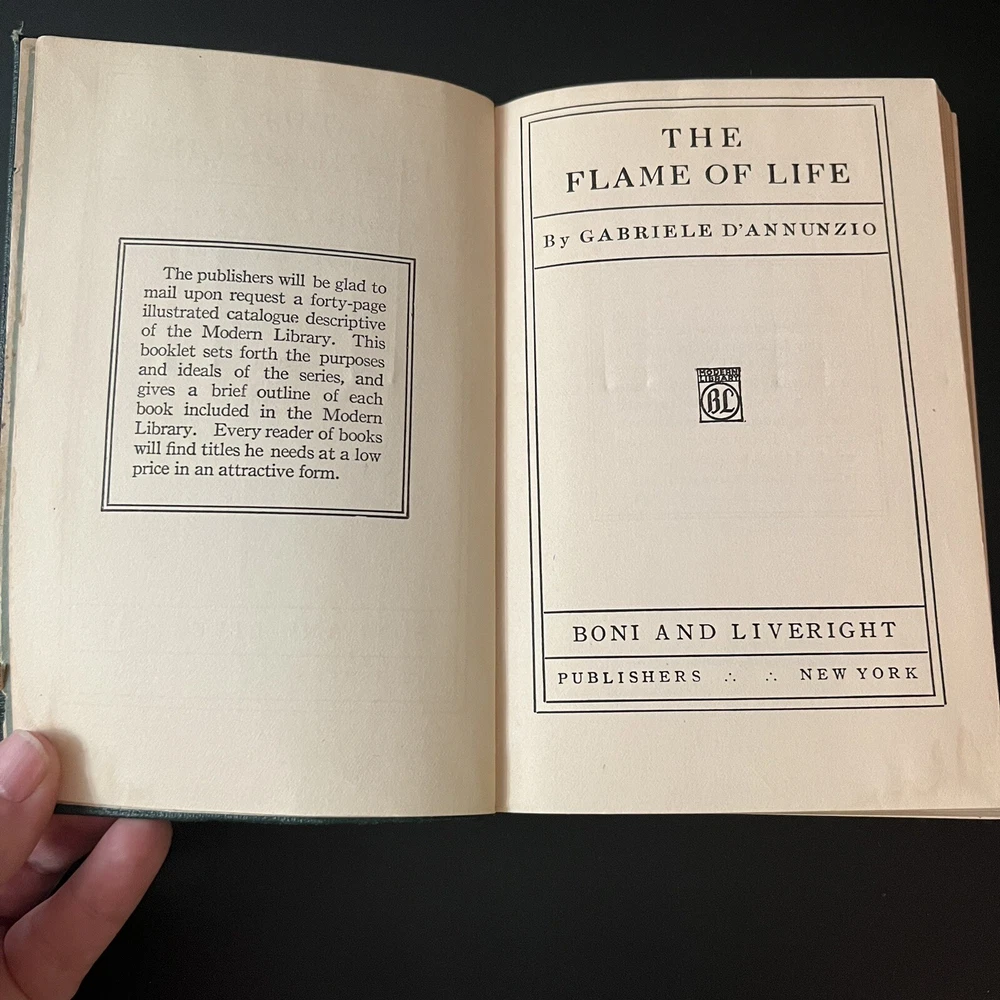 The publishers will be glad to
mail upon request a forty-page
illustrated catalogue descriptive
of the Modern Library. This
booklet sets forth the purposes
and ideals of the series, and
gives a brief outline of each
book included in the Modern
Library. Every reader of books
will find titles he needs at a low
price in an attractive form.
THE
FLAME OF LIFE
By GABRIELE D'ANNUNZIO
MODERN
LIBRARY
BL
BONI AND LIVERIGHT
PUBLISHERS ∴ ∴ NEW YORK